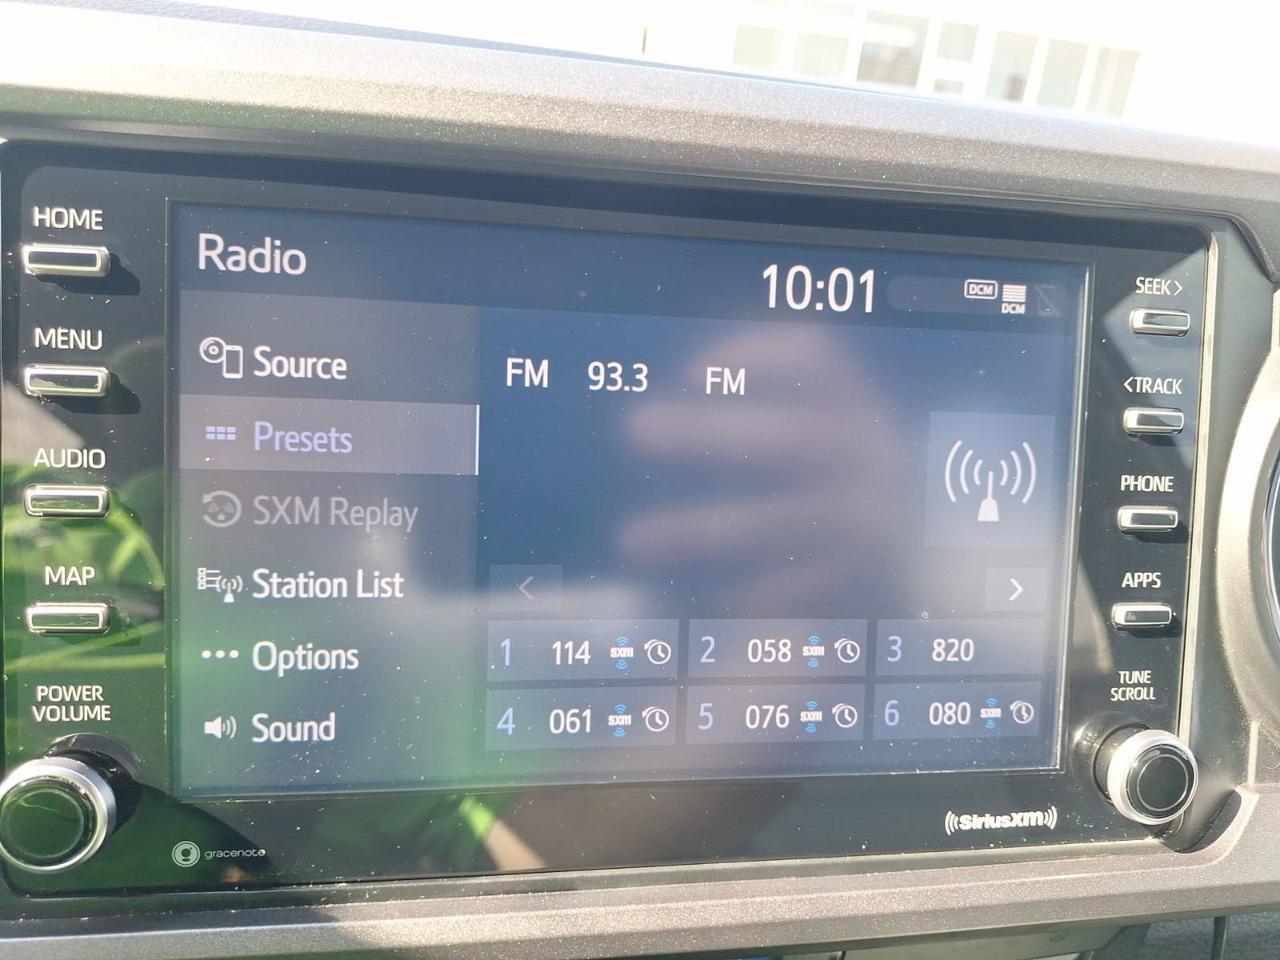 HOME
MENU
AUDIO
MAP
POWER
VOLUME
Radio
10:01
DCM
DCM
Source
Presets
SXM Replay
Station List
Options
Sound
FM 93.3 FM
<
>
1 114 SXM
2 058 SXM
3 820
4 061 SXM
5 076 SXM
6 080 SXM
SEEK >
< TRACK
PHONE
APPS
TUNE
SCROLL
gracenote
((SiriusXM))